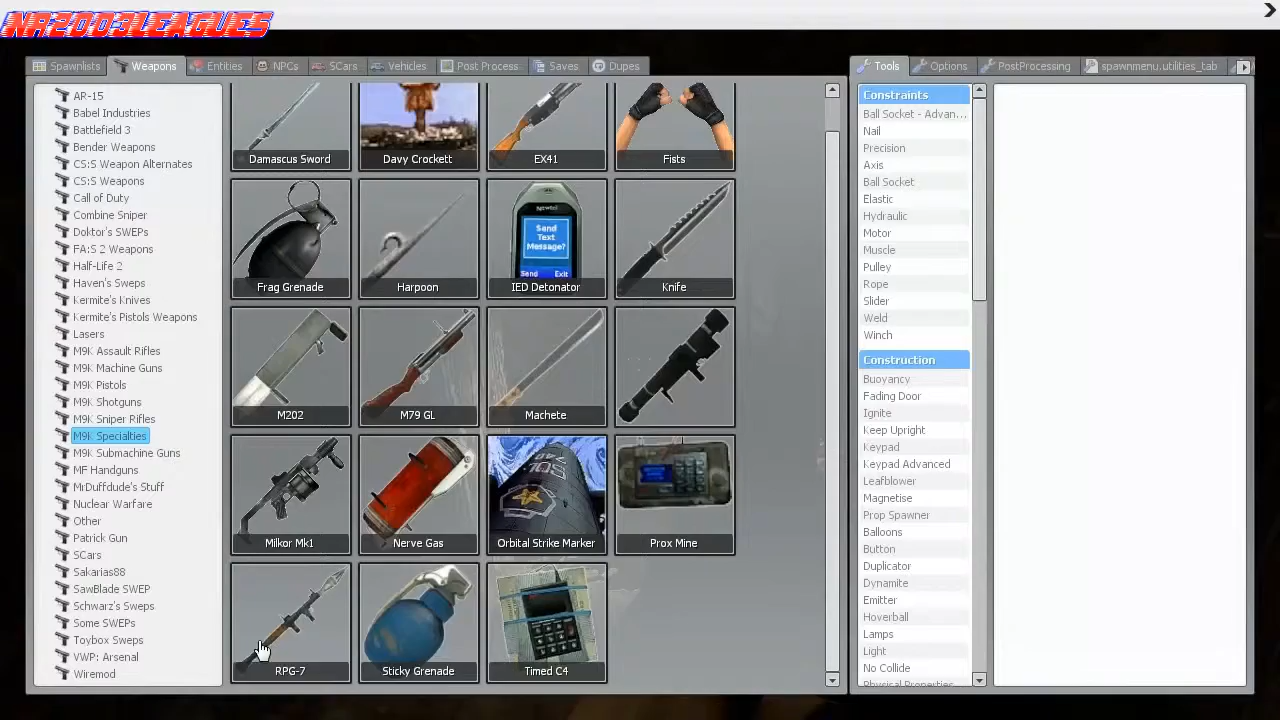 NA2003LEAGUES
Spawnlists
Weapons
Entities
NPCs
SCars
Vehicles
Post Process
Saves
Dupes
AR-15
Babel Industries
Battlefield 3
Bender Weapons
CS:S Weapon Alternates
CS:S Weapons
Call of Duty
Combine Sniper
Doktor's SWEPs
FA:S 2 Weapons
Half-Life 2
Haven's Sweps
Kermite's Knives
Kermite's Pistols Weapons
Lasers
M9K Assault Rifles
M9K Machine Guns
M9K Pistols
M9K Shotguns
M9K Sniper Rifles
M9K Specialties
M9K Submachine Guns
MF Handguns
MrDuffdude's Stuff
Nuclear Warfare
Other
Patrick Gun
SCars
Sakarias88
SawBlade SWEP
Schwarz's Sweps
Some SWEPs
Toybox Sweps
VWP: Arsenal
Wiremod
Damascus Sword
Davy Crockett
EX41
Fists
Frag Grenade
Harpoon
Send
Text
Message?
Send Exit
IED Detonator
Knife
M202
M79 GL
Machete
Milkor Mk1
Nerve Gas
Orbital Strike Marker
Prox Mine
RPG-7
Sticky Grenade
Timed C4
Tools
Options
PostProcessing
spawnmenu.utilities_tab
Constraints
Ball Socket - Advan...
Nail
Precision
Axis
Ball Socket
Elastic
Hydraulic
Motor
Muscle
Pulley
Rope
Slider
Weld
Winch
Construction
Buoyancy
Fading Door
Ignite
Keep Upright
Keypad
Keypad Advanced
Leafblower
Magnetise
Prop Spawner
Balloons
Button
Duplicator
Dynamite
Emitter
Hoverball
Lamps
Light
No Collide
Physical Properties